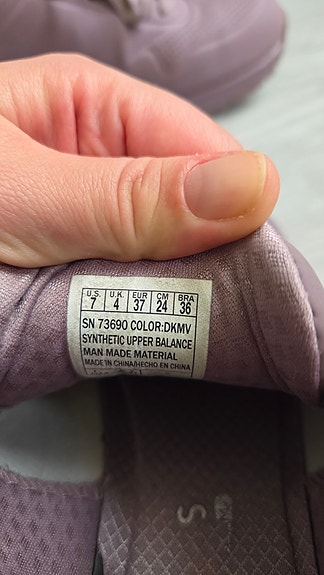 U.S. U.K. EUR CM BRA
7 4 37 24 36
SN 73690 COLOR:DKMV
SYNTHETIC UPPER BALANCE
MAN MADE MATERIAL
MADE IN CHINA/HECHO EN CHINA
S